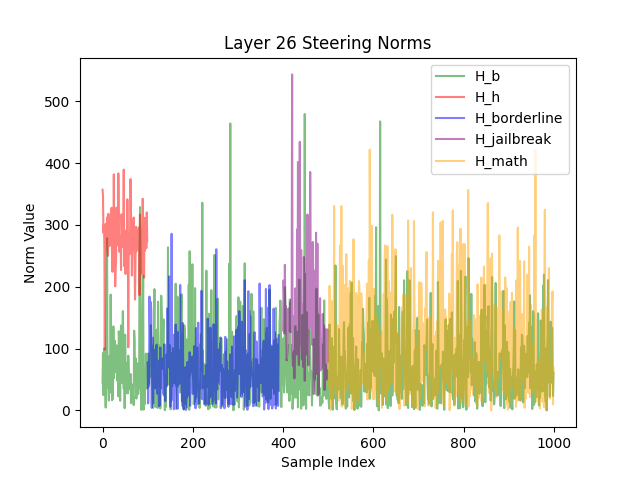 Layer 26 Steering Norms
H_b
H_h
H_borderline
H_jailbreak
H_math
500
400
300
200
100
0
Norm Value
0
200
400
600
800
1000
Sample Index